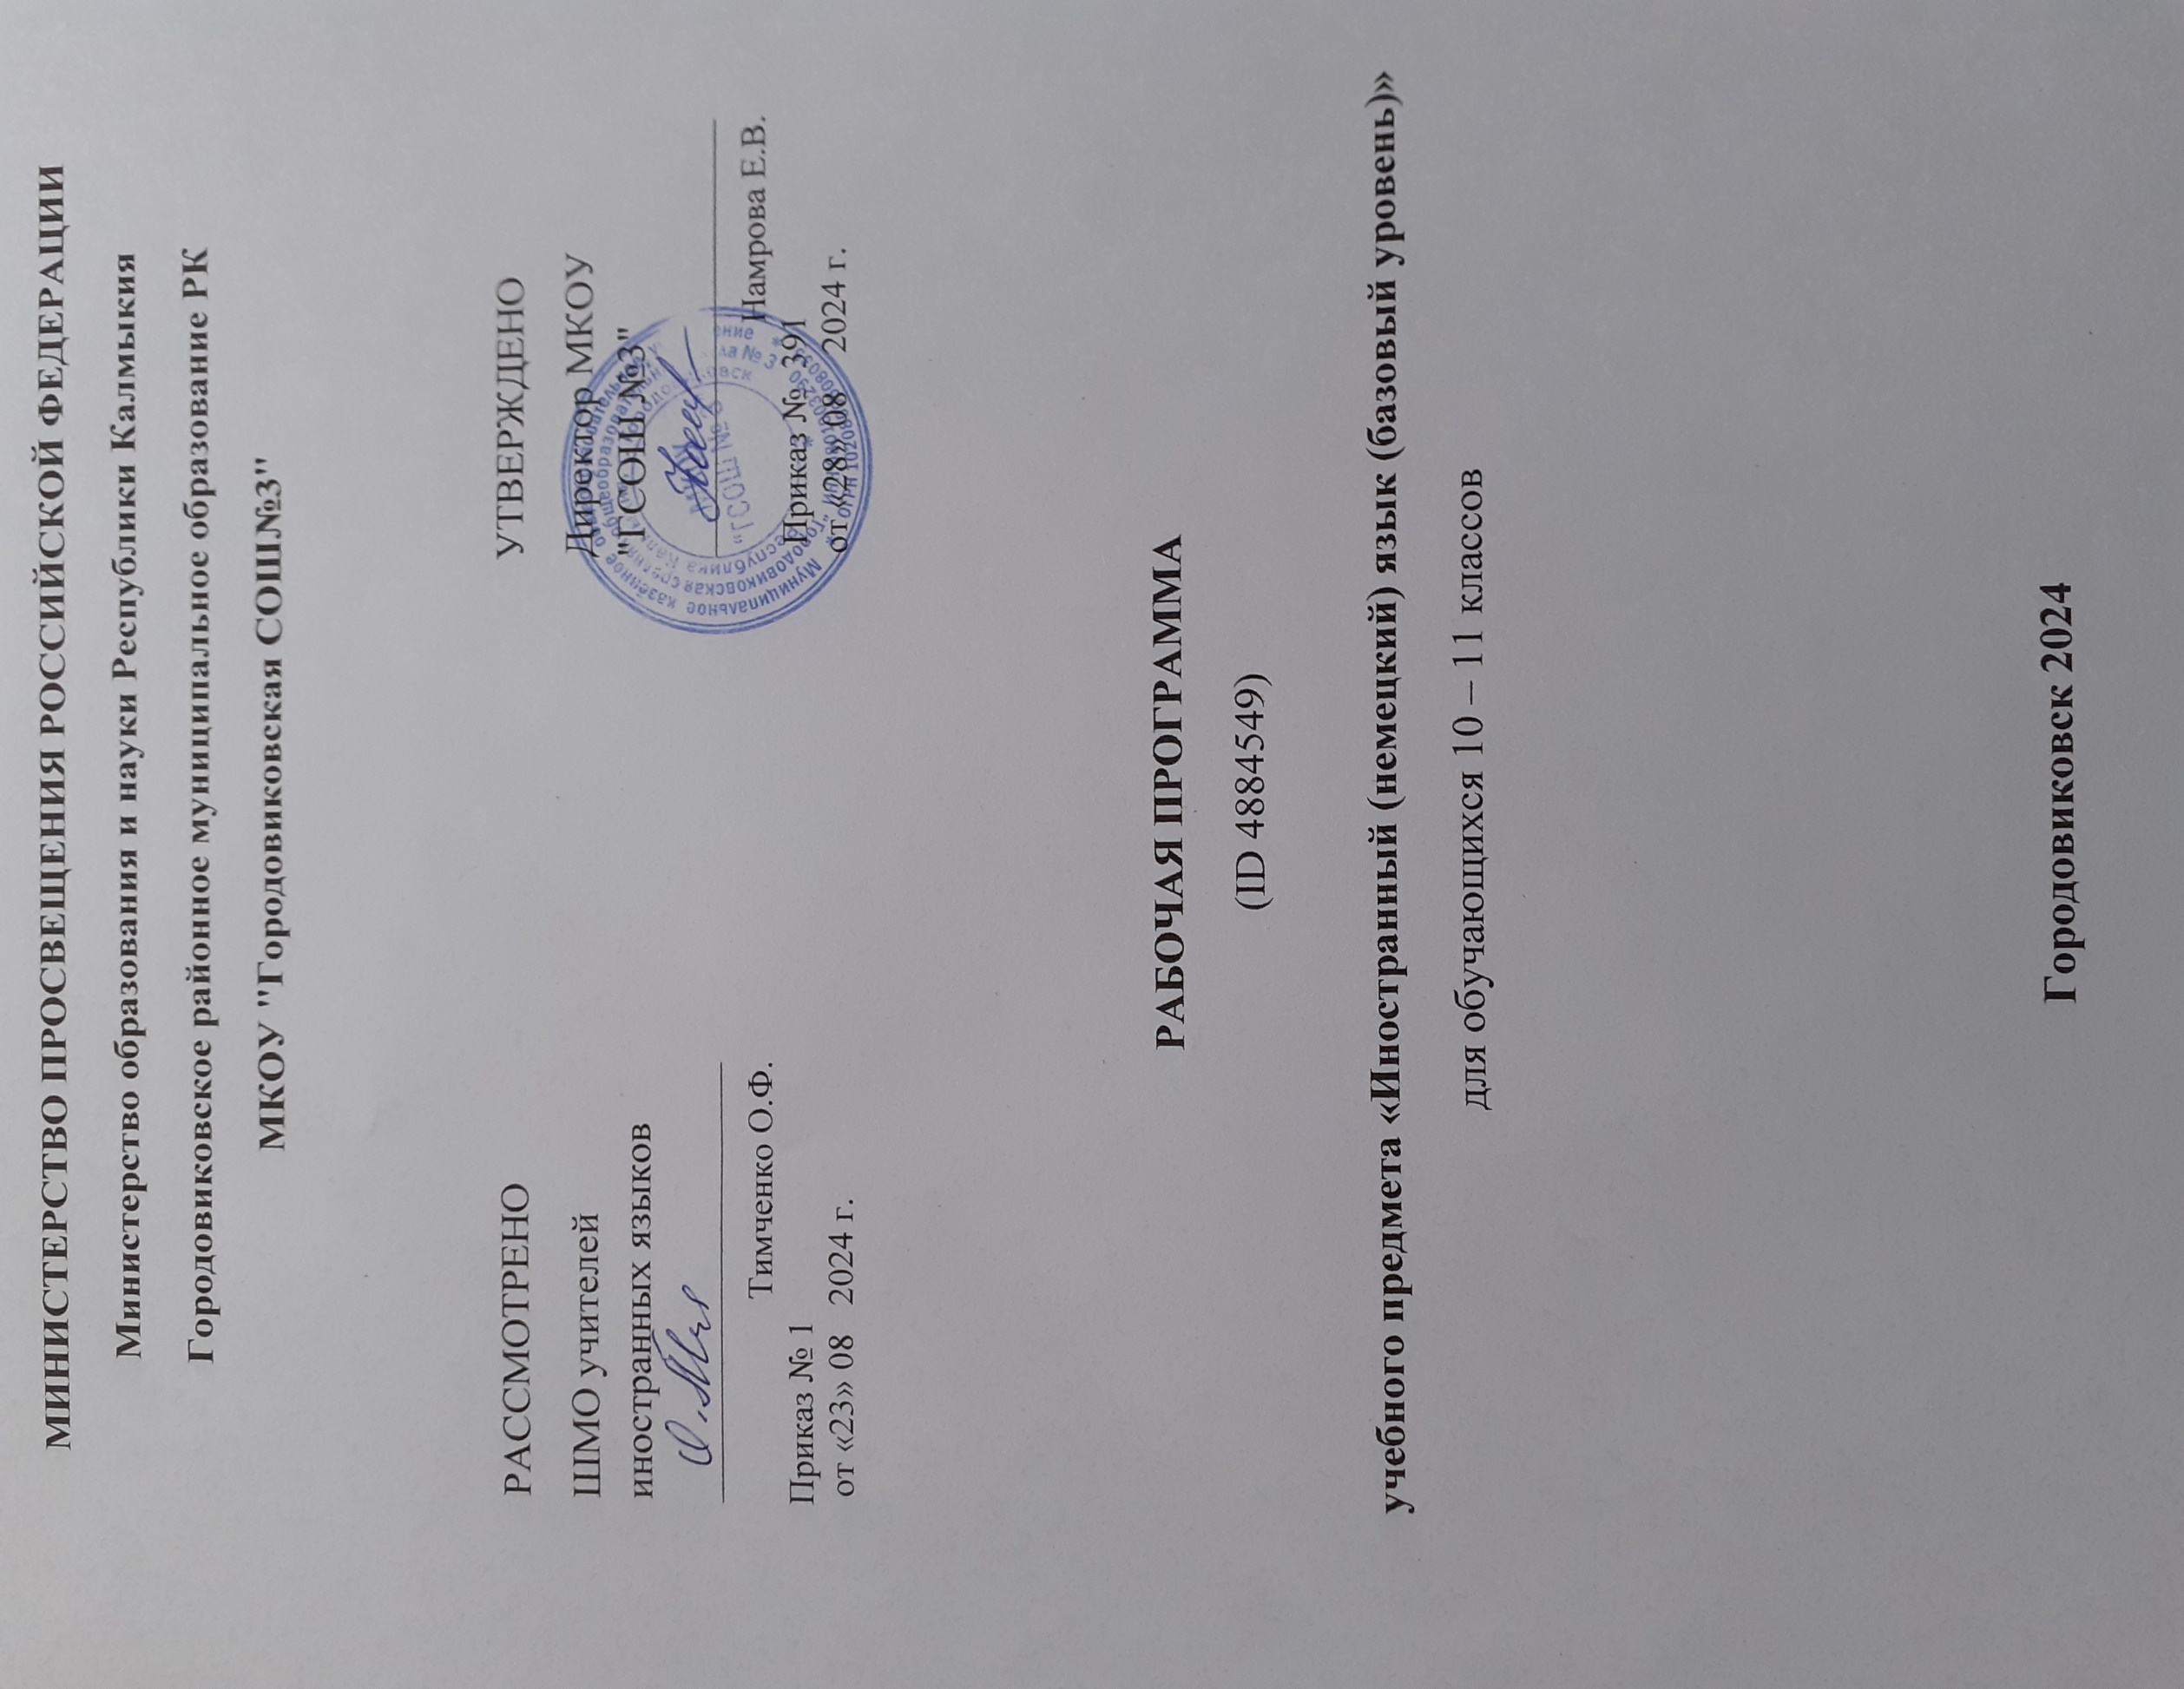 МИНИСТЕРСТВО ПРОСВЕЩЕНИЯ РОССИЙСКОЙ ФЕДЕРАЦИИ
Министерство образования и науки Республики Калмыкия
Городовиковское районное муниципальное образование РК
МКОУ "Городовиковская СОШ№3"
РАССМОТРЕНО
ШМО учителей
иностранных языков
Тимченко О.Ф.
Приказ № 1
от «23» 08 2024 г.
УТВЕРЖДЕНО
Директор МКОУ
"ГСОШ №3"
Намрова Е.В.
Приказ № 391
от «28» 08 2024 г.
РАБОЧАЯ ПРОГРАММА
(ID 4884549)
учебного предмета «Иностранный (немецкий) язык (базовый уровень)»
для обучающихся 10 – 11 классов
Городовиковск 2024